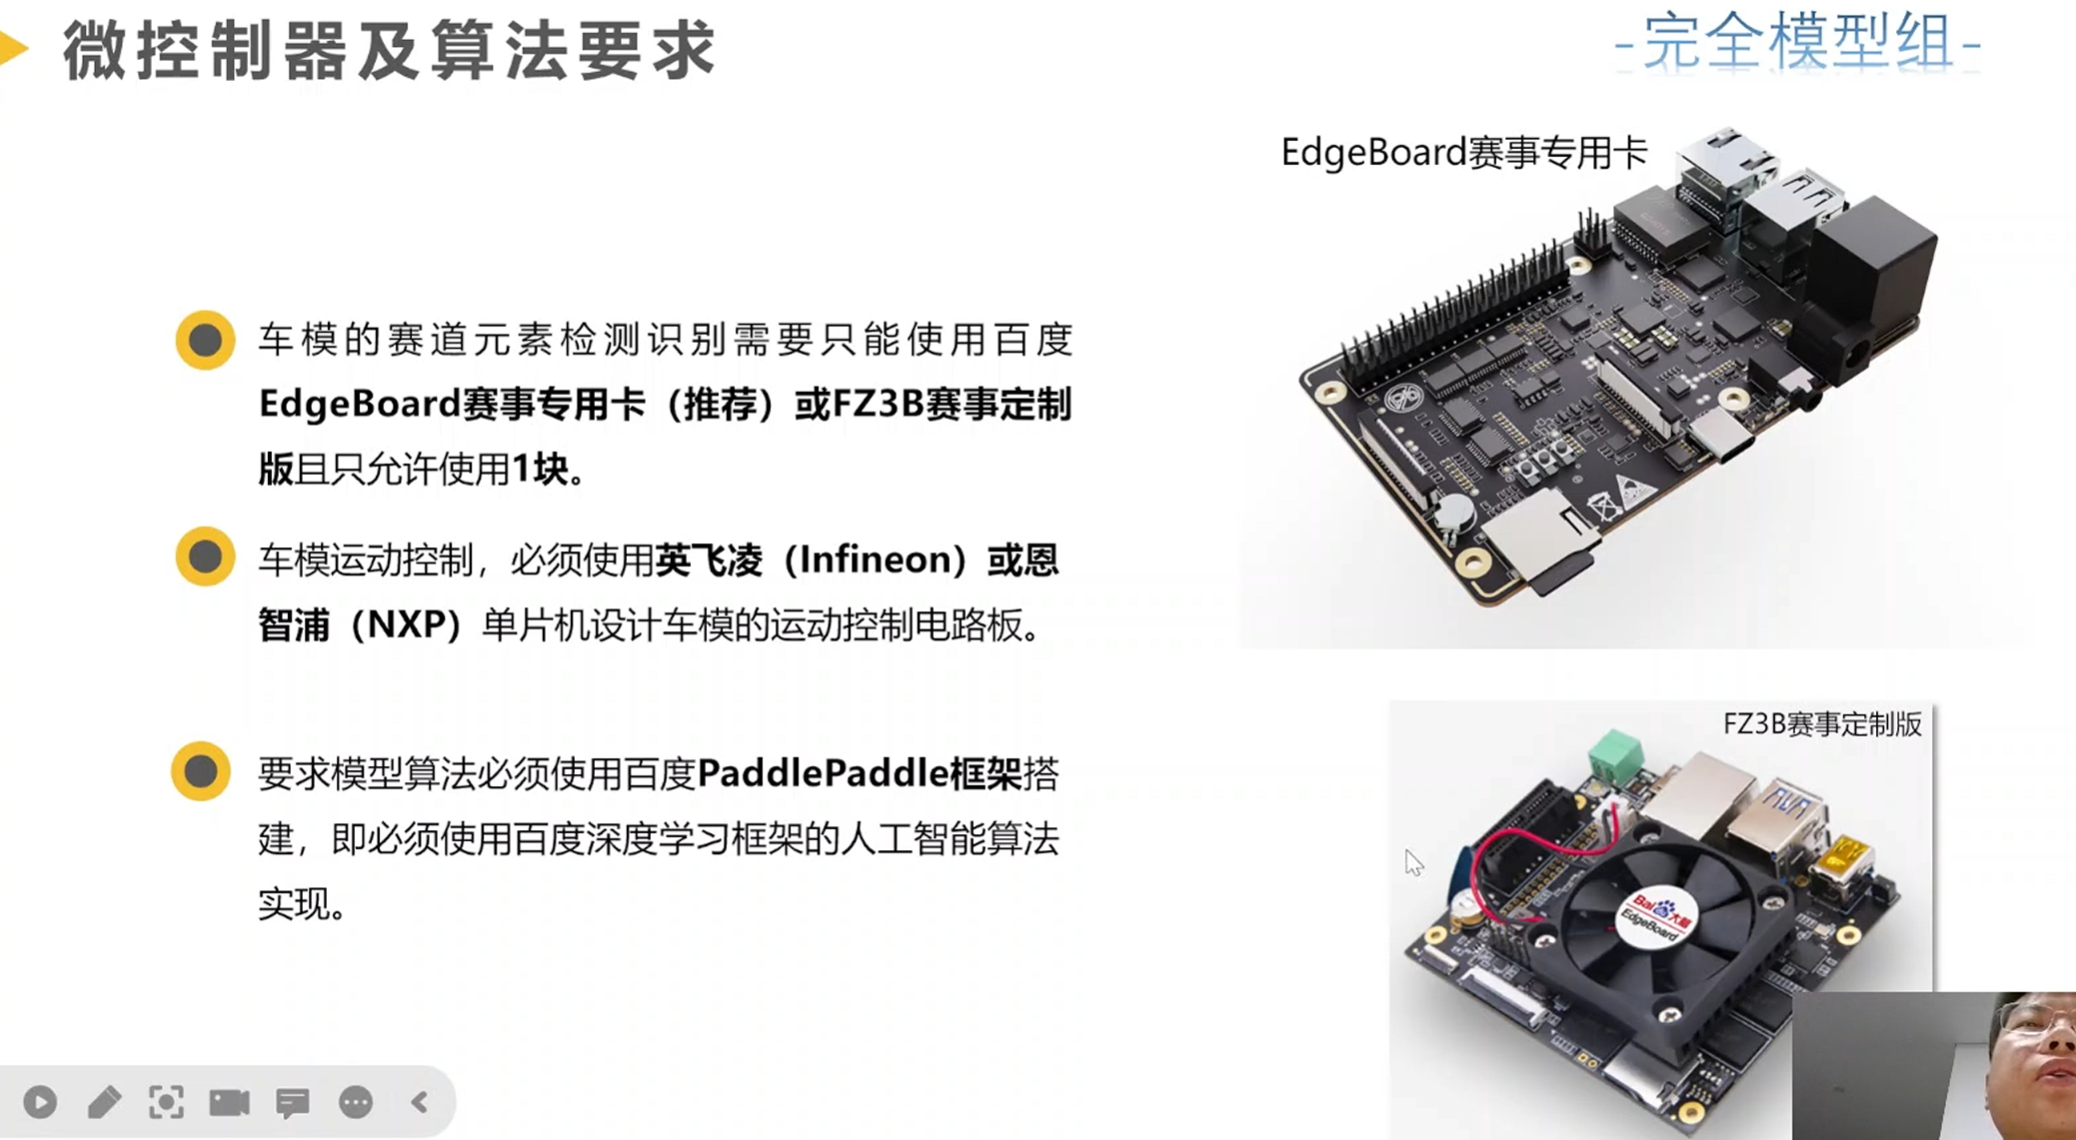 微控制器及算法要求
-完全模型组-
EdgeBoard赛事专用卡
车模的赛道元素检测识别需要只能使用百度
EdgeBoard赛事专用卡（推荐）或FZ3B赛事定制
版且只允许使用1块。
车模运动控制，必须使用英飞凌（Infineon）或恩
智浦（NXP）单片机设计车模的运动控制电路板。
FZ3B赛事定制版
要求模型算法必须使用百度PaddlePaddle框架搭
建，即必须使用百度深度学习框架的人工智能算法
实现。
Bai大脑
EdgeBoard